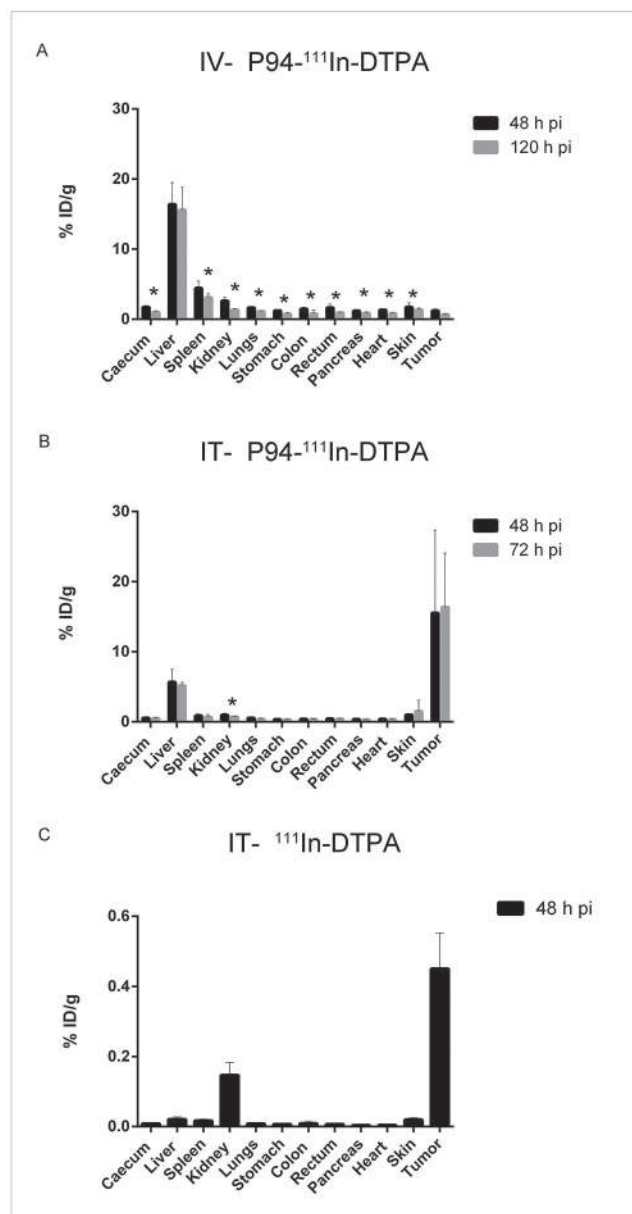 A
IV- P94-¹¹¹In-DTPA
30
20
10
0
% ID/g
48 h pi
120 h pi
* * * * * * * * * *
Caecum
Liver
Spleen
Kidney
Lungs
Stomach
Colon
Rectum
Pancreas
Heart
Skin
Tumor
B
IT- P94-¹¹¹In-DTPA
30
20
10
0
% ID/g
48 h pi
72 h pi
*
Caecum
Liver
Spleen
Kidney
Lungs
Stomach
Colon
Rectum
Pancreas
Heart
Skin
Tumor
C
IT- ¹¹¹In-DTPA
0.6
0.4
0.2
0.0
% ID/g
48 h pi
Caecum
Liver
Spleen
Kidney
Lungs
Stomach
Colon
Rectum
Pancreas
Heart
Skin
Tumor